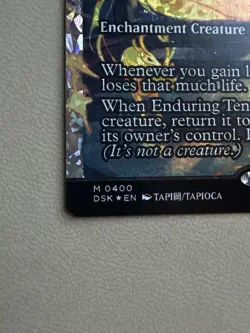 Enchantment Creature
Whenever you gain
loses that much life.
When Enduring Ten
creature, return it to
its owner's control.
(It's not a creature.)
M 0400
DSK ★ EN TAPI岡/TAPIOCA